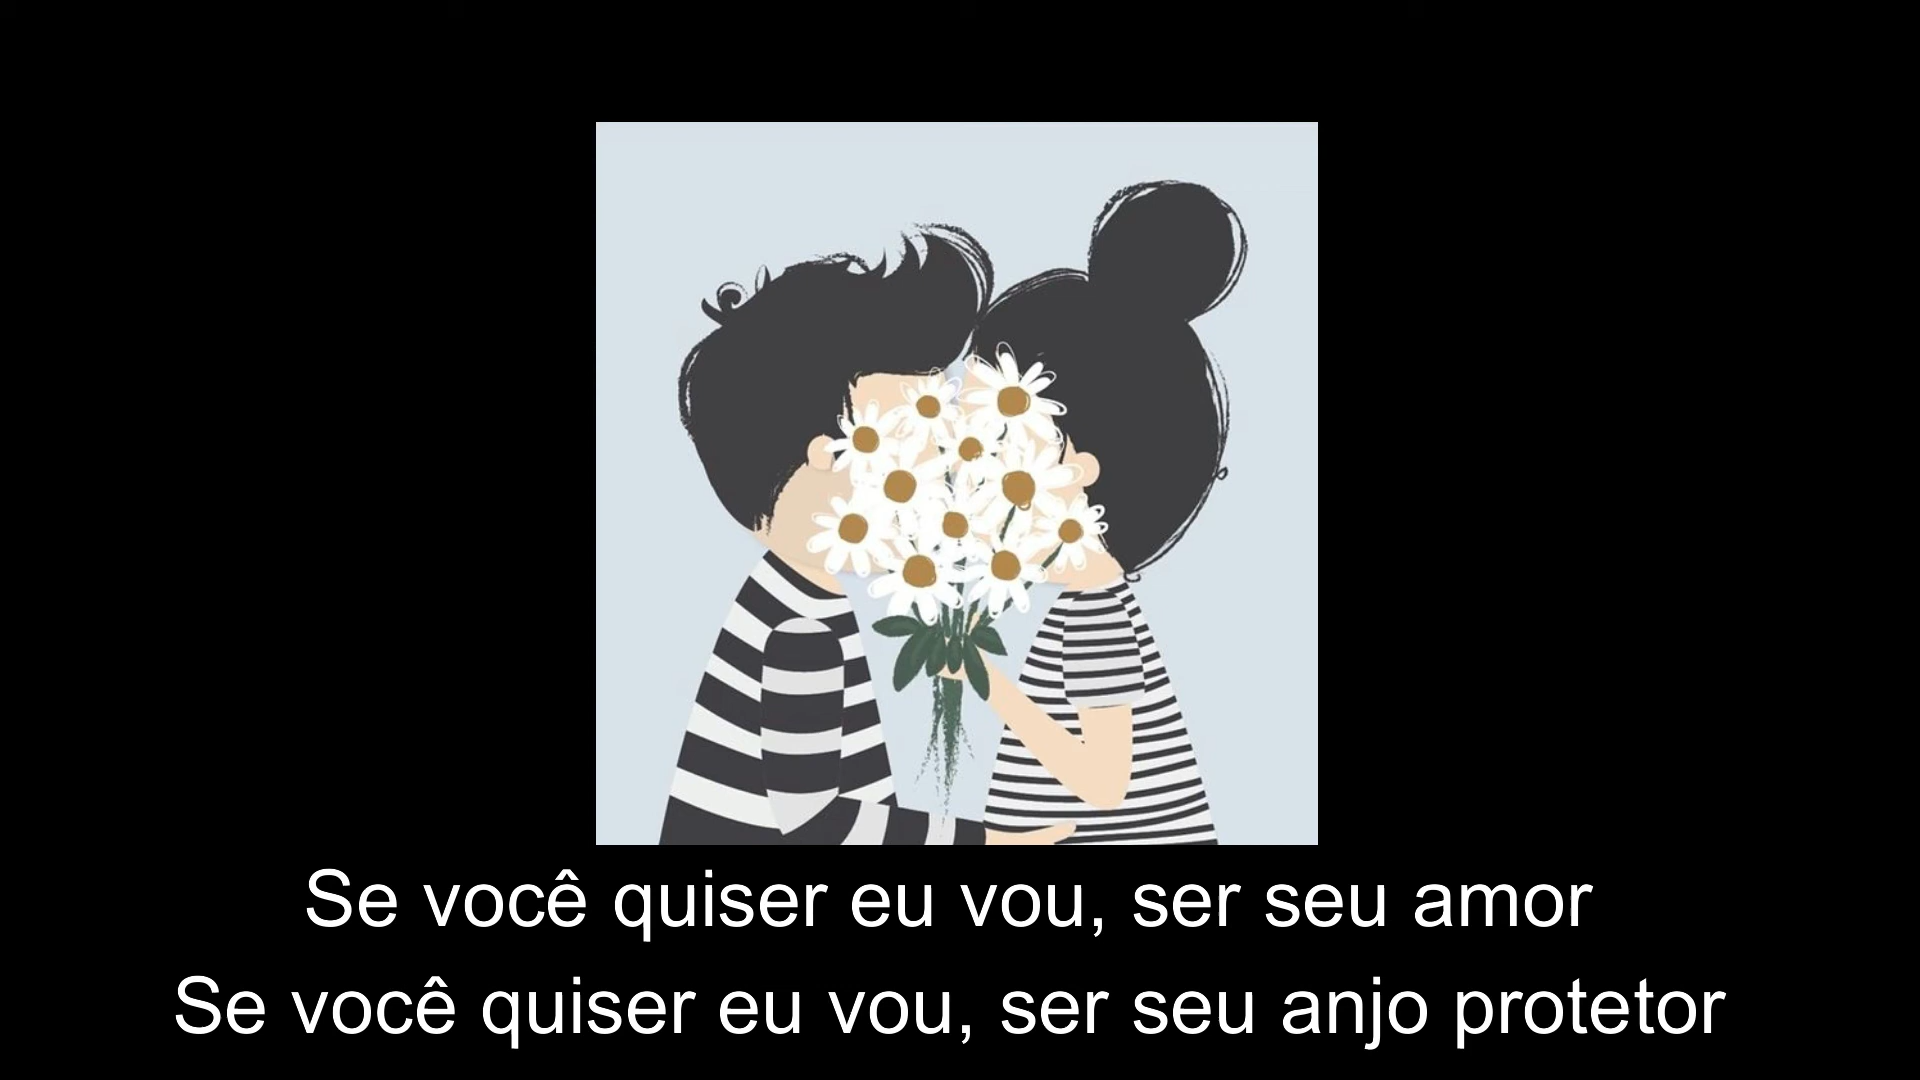 Se você quiser eu vou, ser seu amor
Se você quiser eu vou, ser seu anjo protetor